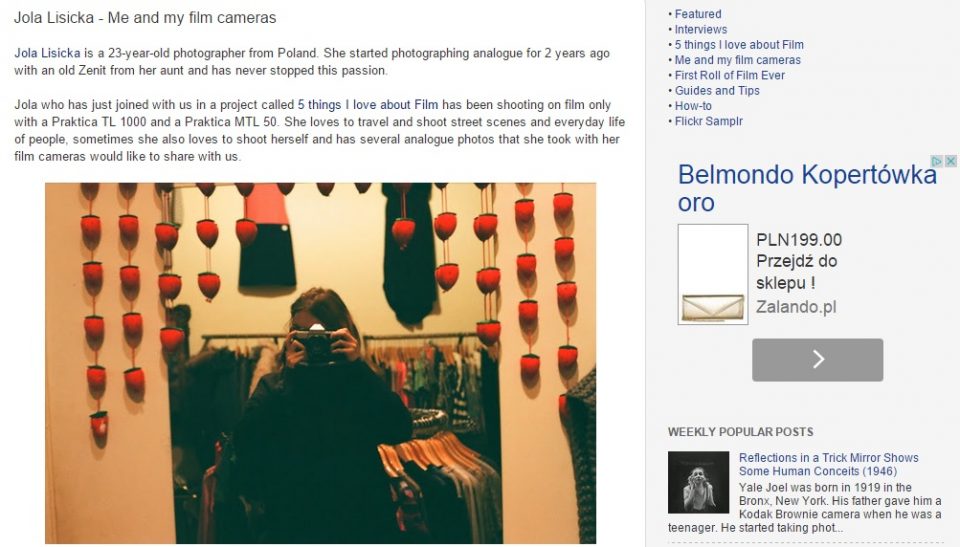 Jola Lisicka - Me and my film cameras
Jola Lisicka is a 23-year-old photographer from Poland. She started photographing analogue for 2 years ago
with an old Zenit from her aunt and has never stopped this passion.
Jola who has just joined with us in a project called 5 things I love about Film has been shooting on film only
with a Praktica TL 1000 and a Praktica MTL 50. She loves to travel and shoot street scenes and everyday life
of people, sometimes she also loves to shoot herself and has several analogue photos that she took with her
film cameras would like to share with us.
• Featured
• Interviews
• 5 things I love about Film
• Me and my film cameras
• First Roll of Film Ever
• Guides and Tips
• How-to
• Flickr Samplr
Belmondo Kopertówka
oro
PLN199.00
Przejdź do
sklepu !
Zalando.pl
WEEKLY POPULAR POSTS
Reflections in a Trick Mirror Shows
Some Human Conceits (1946)
Yale Joel was born in 1919 in the
Bronx, New York. His father gave him a
Kodak Brownie camera when he was a
teenager. He started taking phot...